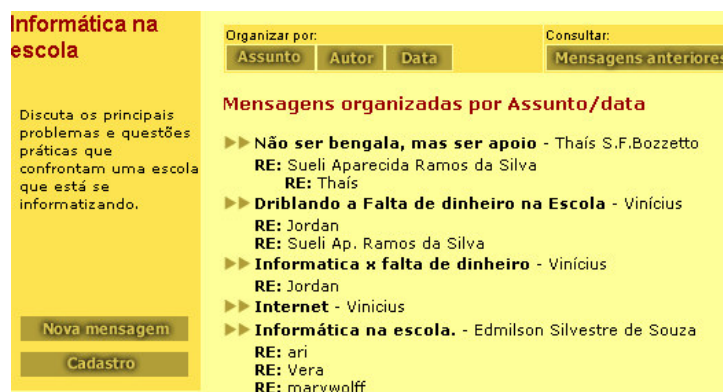 Informática na
escola
Discuta os principais
problemas e questões
práticas que
confrontam uma escola
que está se
informatizando.
Nova mensagem
Cadastro
Organizar por:
Assunto Autor Data
Consultar:
Mensagens anteriores
Mensagens organizadas por Assunto/data
Não ser bengala, mas ser apoio - Thaís S.F.Bozzetto
RE: Sueli Aparecida Ramos da Silva
RE: Thaís
Driblando a Falta de dinheiro na Escola - Vinícius
RE: Jordan
RE: Sueli Ap. Ramos da Silva
Informatica x falta de dinheiro - Vinícius
RE: Jordan
Internet - Vinicius
Informática na escola. - Edmilson Silvestre de Souza
RE: ari
RE: Vera
RE: marywolff